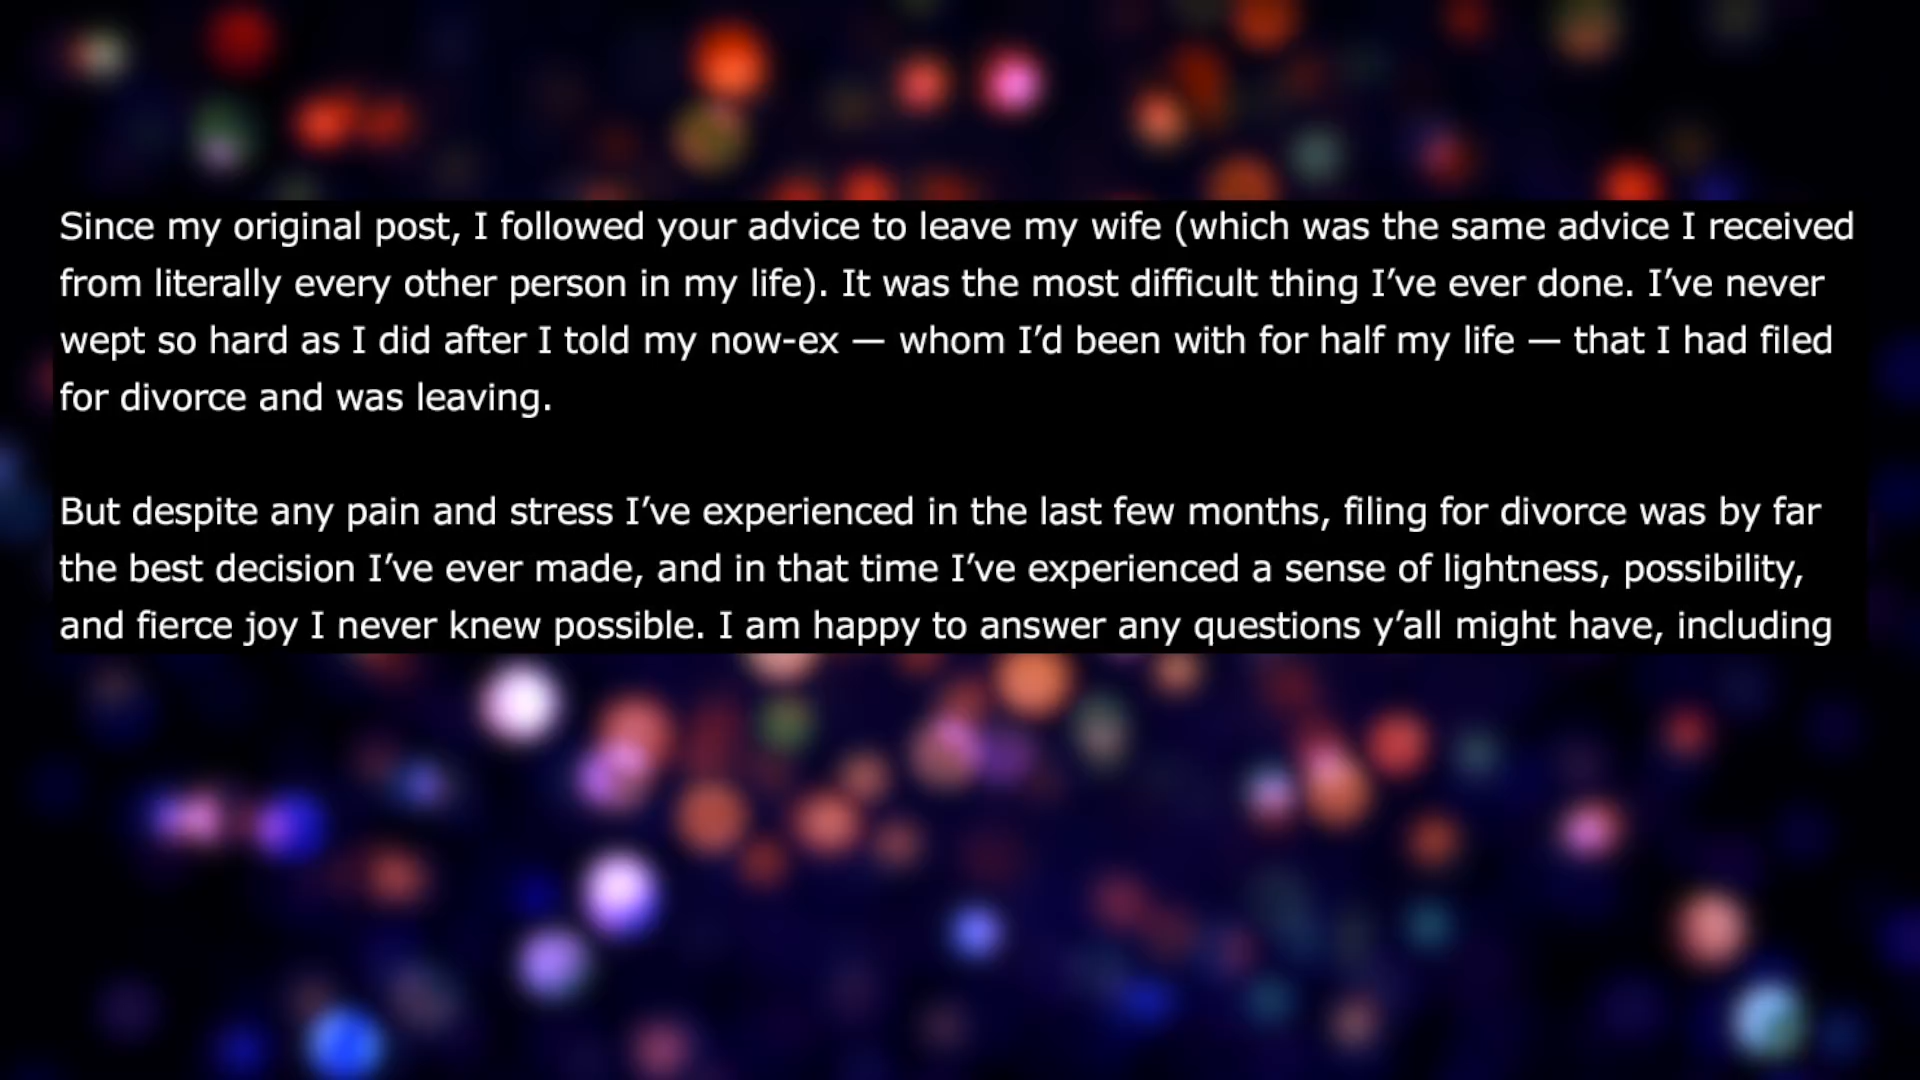 Since my original post, I followed your advice to leave my wife (which was the same advice I received
from literally every other person in my life). It was the most difficult thing I’ve ever done. I’ve never
wept so hard as I did after I told my now-ex — whom I’d been with for half my life — that I had filed
for divorce and was leaving.
But despite any pain and stress I’ve experienced in the last few months, filing for divorce was by far
the best decision I’ve ever made, and in that time I’ve experienced a sense of lightness, possibility,
and fierce joy I never knew possible. I am happy to answer any questions y’all might have, including